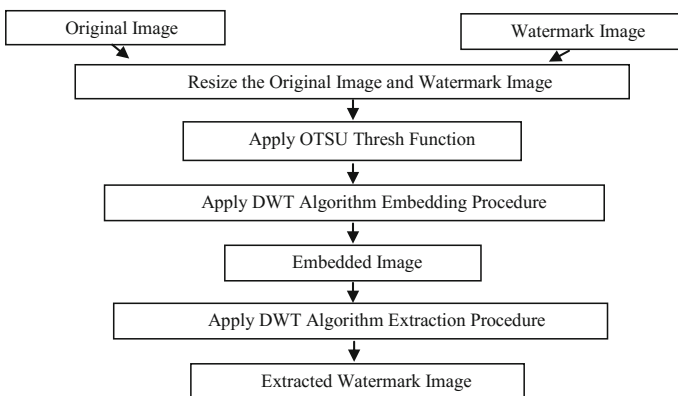 Original Image
Watermark Image
Resize the Original Image and Watermark Image
Apply OTSU Thresh Function
Apply DWT Algorithm Embedding Procedure
Embedded Image
Apply DWT Algorithm Extraction Procedure
Extracted Watermark Image